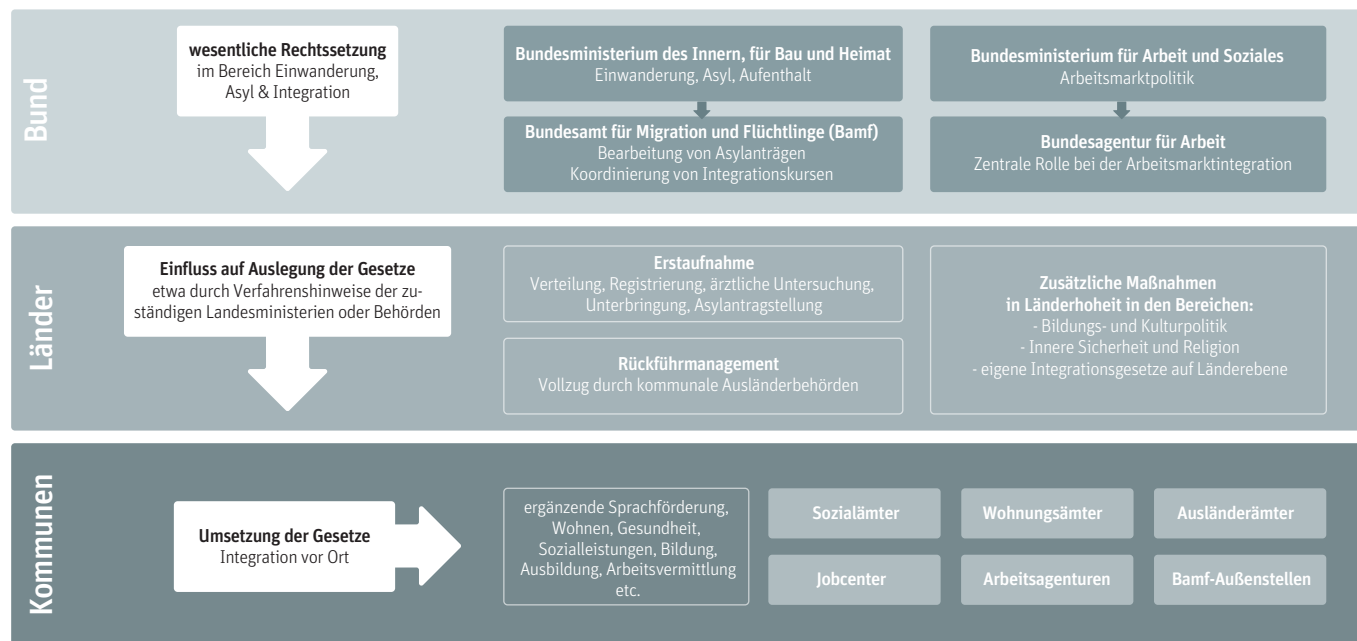 Bund
wesentliche Rechtssetzung
im Bereich Einwanderung,
Asyl & Integration
Bundesministerium des Innern, für Bau und Heimat
Einwanderung, Asyl, Aufenthalt
Bundesamt für Migration und Flüchtlinge (Bamf)
Bearbeitung von Asylanträgen
Koordinierung von Integrationskursen
Bundesministerium für Arbeit und Soziales
Arbeitsmarktpolitik
Bundesagentur für Arbeit
Zentrale Rolle bei der Arbeitsmarktintegration
Länder
Einfluss auf Auslegung der Gesetze
etwa durch Verfahrenshinweise der zu-
ständigen Landesministerien oder Behörden
Erstaufnahme
Verteilung, Registrierung, ärztliche Untersuchung,
Unterbringung, Asylantragstellung
Rückführmanagement
Vollzug durch kommunale Ausländerbehörden
Zusätzliche Maßnahmen
in Länderhoheit in den Bereichen:
- Bildungs- und Kulturpolitik
- Innere Sicherheit und Religion
- eigene Integrationsgesetze auf Länderebene
Kommunen
Umsetzung der Gesetze
Integration vor Ort
ergänzende Sprachförderung,
Wohnen, Gesundheit,
Sozialleistungen, Bildung,
Ausbildung, Arbeitsvermittlung
etc.
Sozialämter
Wohnungsämter
Ausländerämter
Jobcenter
Arbeitsagenturen
Bamf-Außenstellen